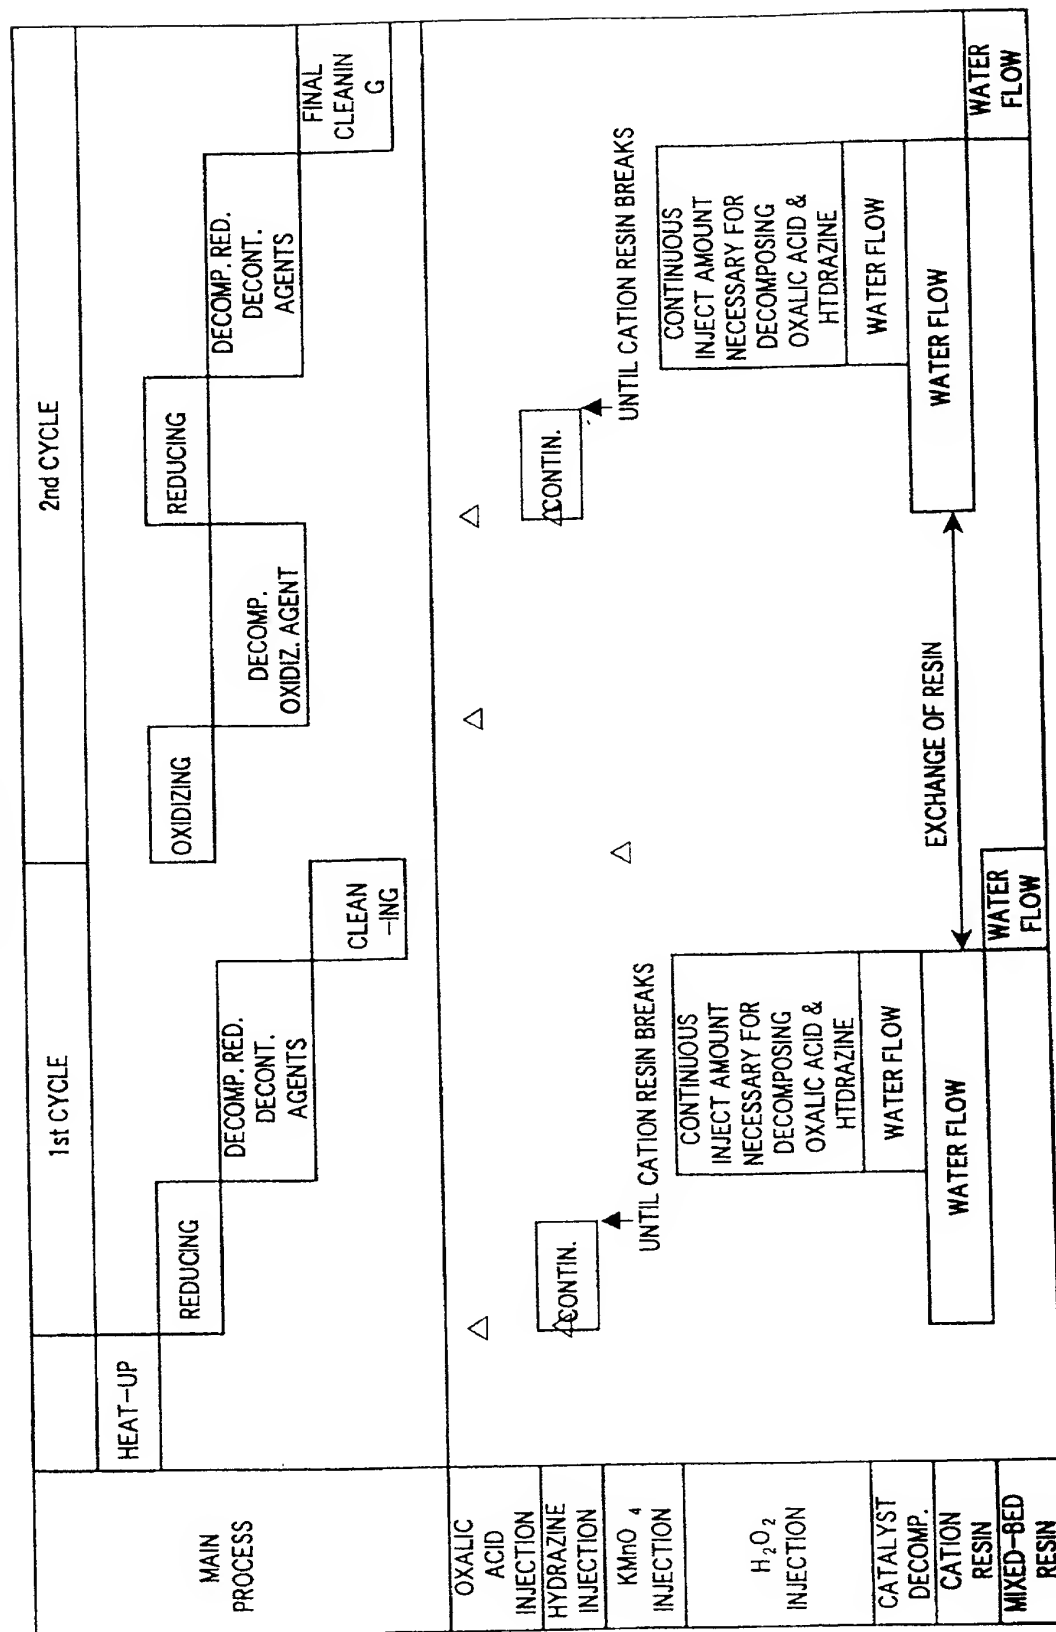 1st CYCLE
2nd CYCLE
MAIN
PROCESS
HEAT-UP
REDUCING
DECOMP. RED.
DECONT.
AGENTS
CLEAN
-ING
OXIDIZING
DECOMP.
OXIDIZ. AGENT
REDUCING
DECOMP. RED.
DECONT.
AGENTS
FINAL
CLEANIN
G
OXALIC
ACID
INJECTION
HYDRAZINE
INJECTION
CONTIN.
UNTIL CATION RESIN BREAKS
CONTIN.
UNTIL CATION RESIN BREAKS
KMnO4
INJECTION
H2O2
INJECTION
CONTINUOUS
INJECT AMOUNT
NECESSARY FOR
DECOMPOSING
OXALIC ACID &
HTDRAZINE
CONTINUOUS
INJECT AMOUNT
NECESSARY FOR
DECOMPOSING
OXALIC ACID &
HTDRAZINE
CATALYST
DECOMP.
WATER FLOW
WATER FLOW
CATION
RESIN
WATER FLOW
EXCHANGE OF RESIN
WATER FLOW
MIXED-BED
RESIN
WATER
FLOW
WATER
FLOW